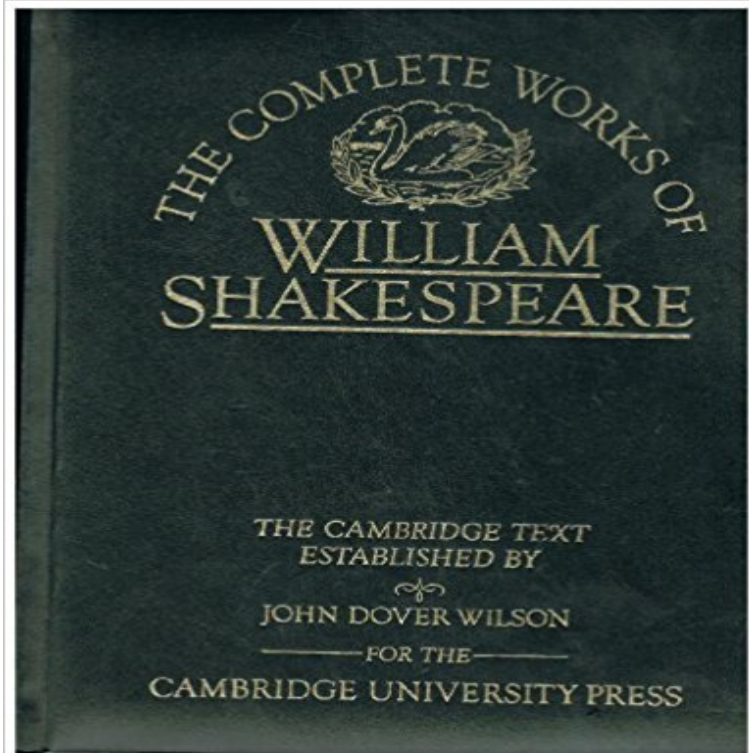 THE COMPLETE WORKS OF
WILLIAM
SHAKESPEARE
THE CAMBRIDGE TEXT
ESTABLISHED BY
JOHN DOVER WILSON
FOR THE
CAMBRIDGE UNIVERSITY PRESS